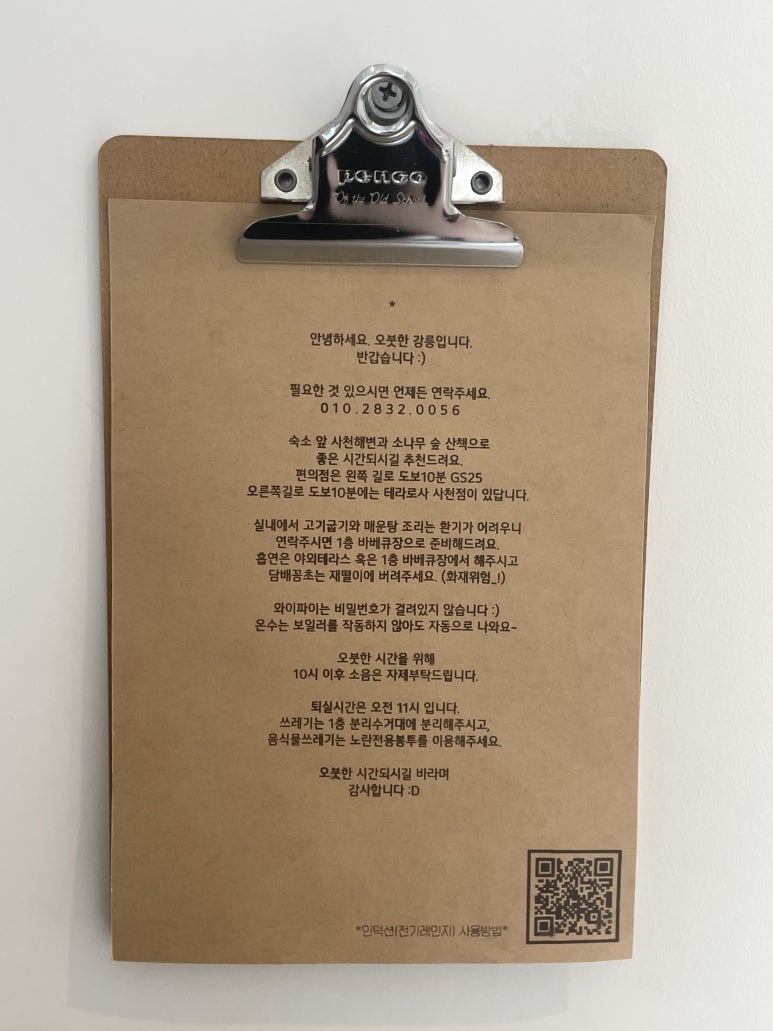 penco
*
안녕하세요. 오붓한 강릉입니다.
반갑습니다 :)
필요한 것 있으시면 언제든 연락주세요.
010.2832.0056
숙소 앞 사천해변과 소나무 숲 산책으로
좋은 시간되시길 추천드려요.
편의점은 왼쪽 길로 도보10분 GS25
오른쪽길로 도보10분에는 테라로사 사천점이 있답니다.
실내에서 고기굽기와 매운탕 조리는 환기가 어려우니
연락주시면 1층 바베큐장으로 준비해드려요.
흡연은 야외테라스 혹은 1층 바베큐장에서 해주시고
담배꽁초는 재떨이에 버려주세요. (화재위험_!)
와이파이는 비밀번호가 걸려있지 않습니다 :)
온수는 보일러를 작동하지 않아도 자동으로 나와요~
오붓한 시간을 위해
10시 이후 소음은 자제부탁드립니다.
퇴실시간은 오전 11시 입니다.
쓰레기는 1층 분리수거대에 분리해주시고,
음식물쓰레기는 노란전용봉투를 이용해주세요.
오붓한 시간되시길 바라며
감사합니다 :D
*인덕션(전기레인지) 사용방법*